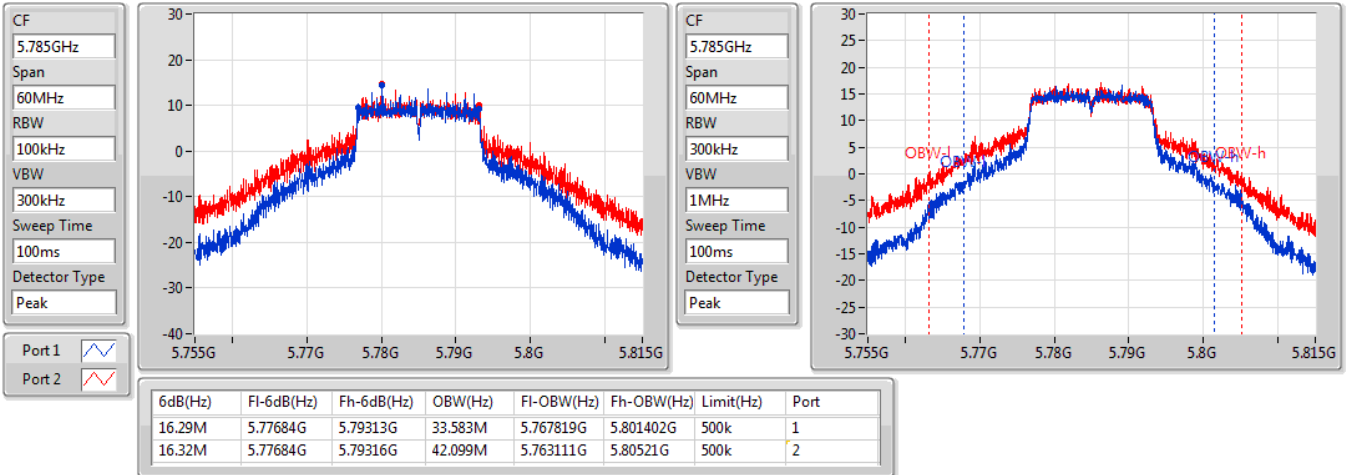 CF
5.785GHz
Span
60MHz
RBW
100kHz
VBW
300kHz
Sweep Time
100ms
Detector Type
Peak
Port 1
Port 2
30
20
10
0
-10
-20
-30
-40
5.755G 5.77G 5.78G 5.79G 5.8G 5.815G
CF
5.785GHz
Span
60MHz
RBW
300kHz
VBW
1MHz
Sweep Time
100ms
Detector Type
Peak
30
25
20
15
10
5
0
-5
-10
-15
-20
-25
-30
OBW-h
5.755G 5.77G 5.78G 5.79G 5.8G 5.815G
6dB(Hz) Fl-6dB(Hz) Fh-6dB(Hz) OBW(Hz) Fl-OBW(Hz) Fh-OBW(Hz) Limit(Hz) Port
16.29M 5.77684G 5.79313G 33.583M 5.767819G 5.801402G 500k 1
16.32M 5.77684G 5.79316G 42.099M 5.763111G 5.80521G 500k 2